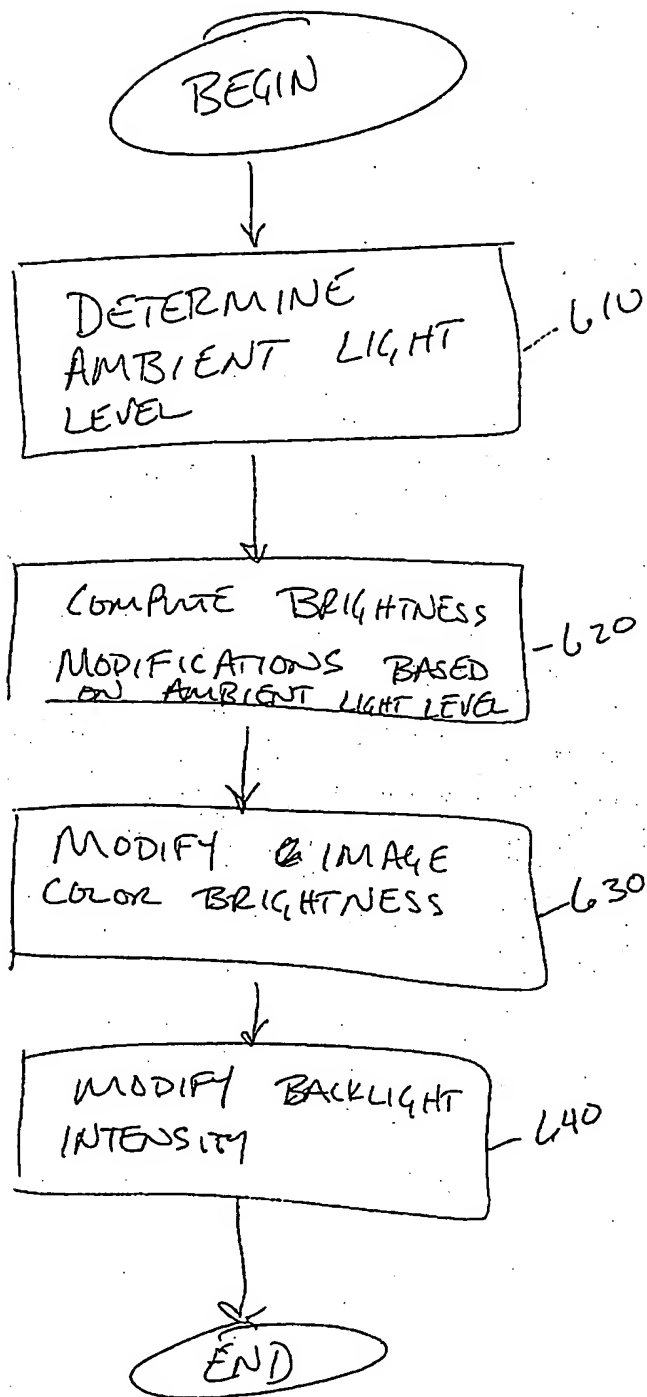 BEGIN
DETERMINE
AMBIENT LIGHT
LEVEL
610
COMPUTE BRIGHTNESS
MODIFICATIONS BASED
ON AMBIENT LIGHT LEVEL
620
MODIFY IMAGE
COLOR BRIGHTNESS
630
MODIFY BACKLIGHT
INTENSITY
640
END